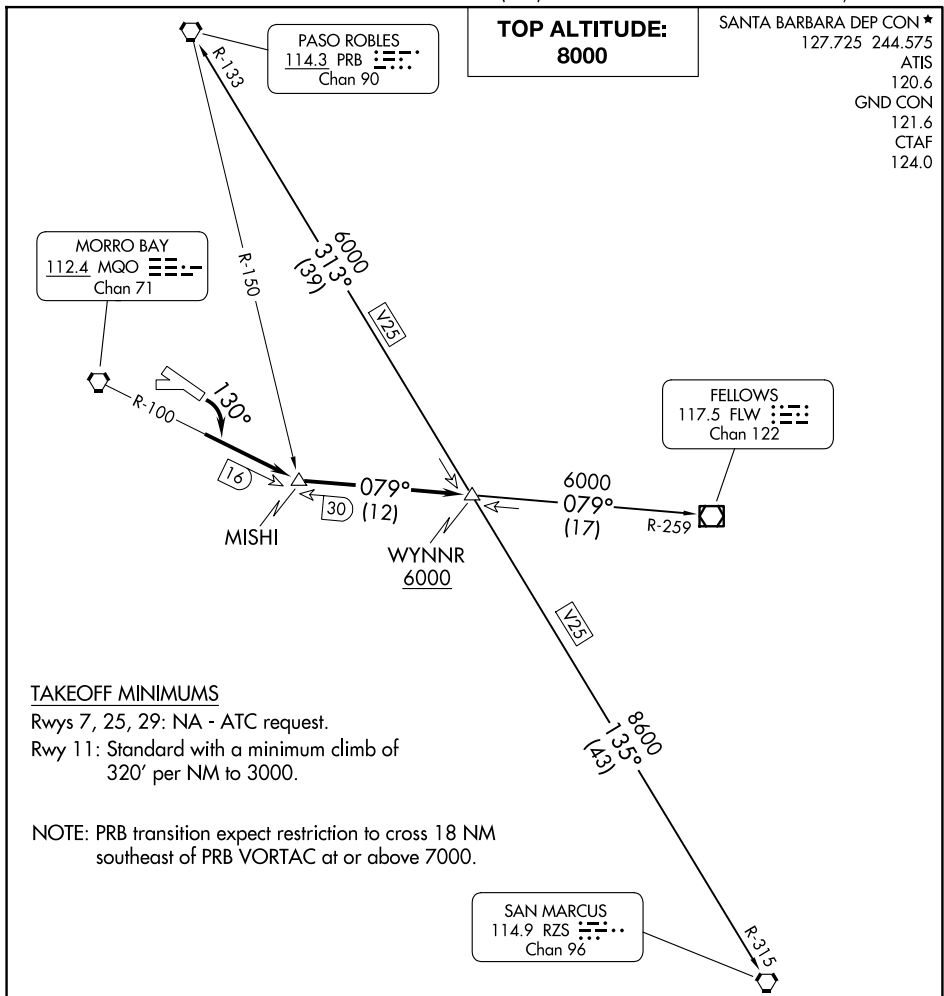 TOP ALTITUDE:
8000
SANTA BARBARA DEP CON ★
127.725 244.575
ATIS
120.6
GND CON
121.6
CTAF
124.0
PASO ROBLES
114.3 PRB
Chan 90
R-133
R-150
6000
313°
(39)
V25
MORRO BAY
112.4 MQO
Chan 71
R-100
130°
16
MISHI
30
079°
(12)
WYNNR
6000
FELLOWS
117.5 FLW
Chan 122
6000
079°
(17)
R-259
V25
8600
135°
(43)
TAKEOFF MINIMUMS
Rwys 7, 25, 29: NA - ATC request.
Rwy 11: Standard with a minimum climb of
320' per NM to 3000.
NOTE: PRB transition expect restriction to cross 18 NM
southeast of PRB VORTAC at or above 7000.
SAN MARCUS
114.9 RZS
Chan 96
R-315